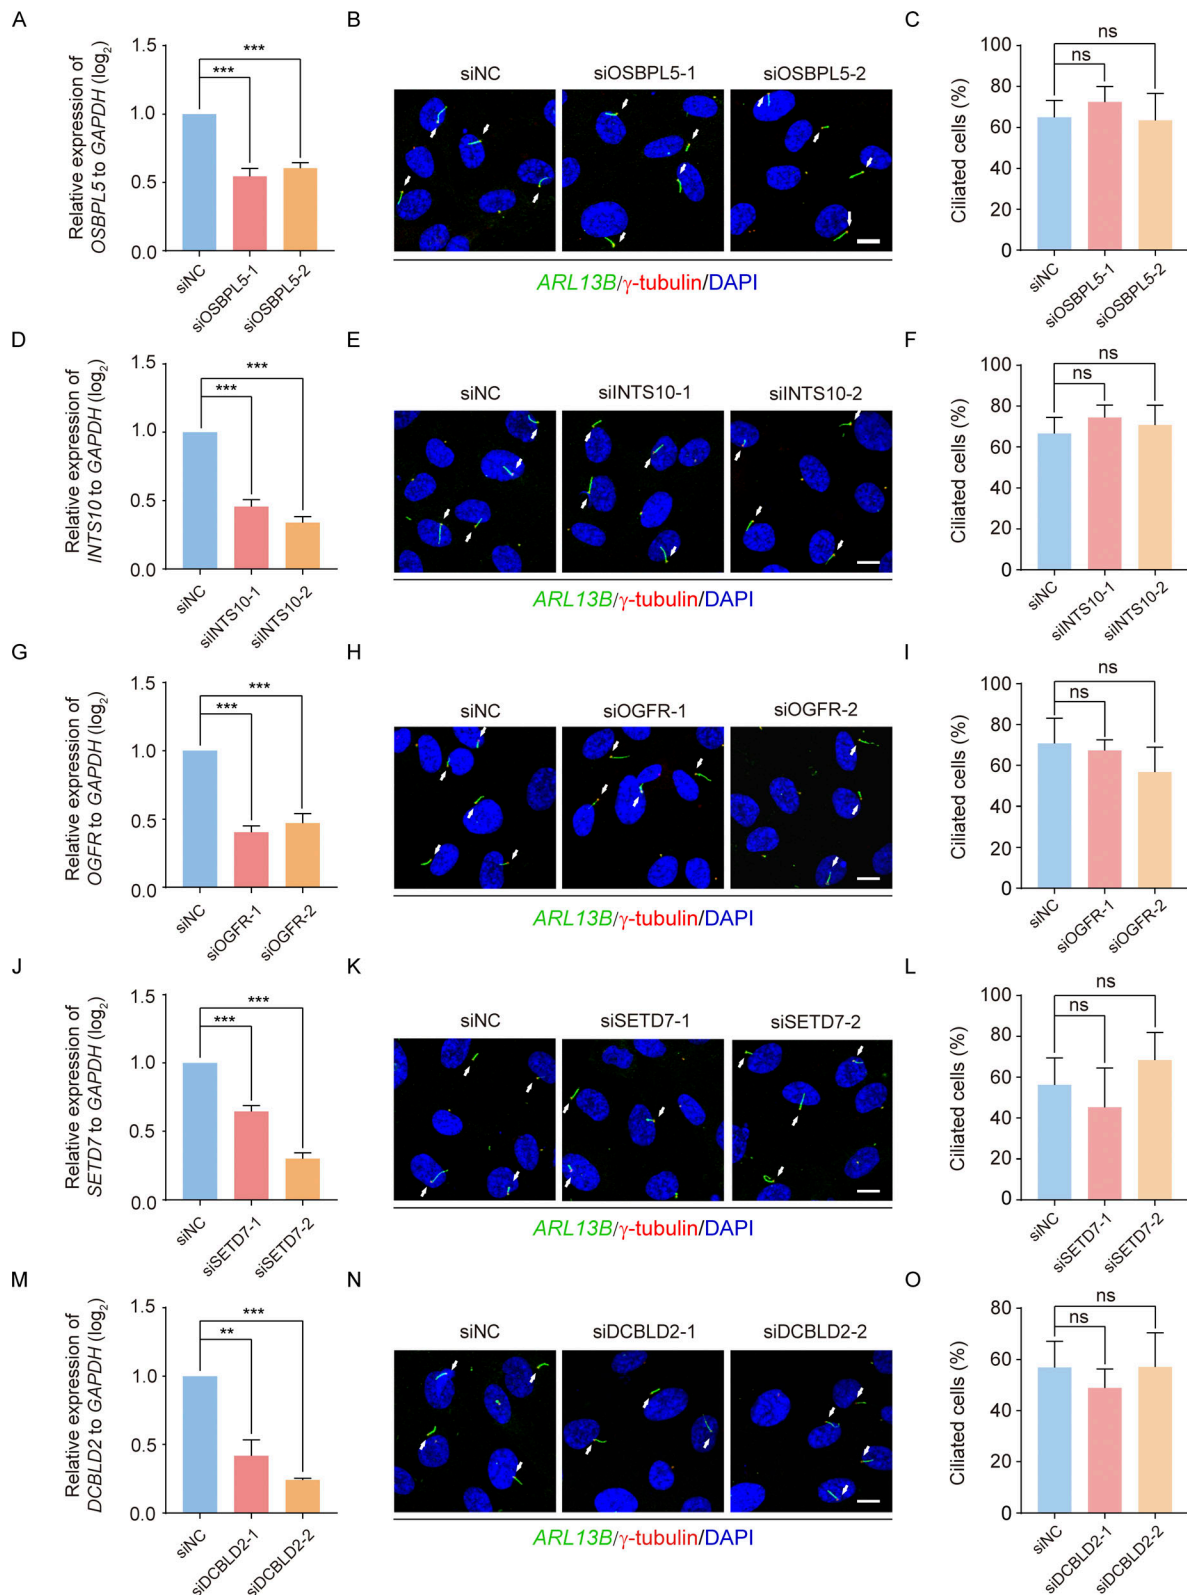 A
Relative expression of
OSBPL5 to GAPDH (log2)
1.5
1.0
0.5
0.0
***
***
siNC
siOSBPL5-1
siOSBPL5-2
B
siNC
siOSBPL5-1
siOSBPL5-2
ARL13B/γ-tubulin/DAPI
C
Ciliated cells (%)
100
80
60
40
20
0
ns
ns
siNC
siOSBPL5-1
siOSBPL5-2
D
Relative expression of
INTS10 to GAPDH (log2)
1.5
1.0
0.5
0.0
***
***
siNC
siINTS10-1
siINTS10-2
E
siNC
siINTS10-1
siINTS10-2
ARL13B/γ-tubulin/DAPI
F
Ciliated cells (%)
100
80
60
40
20
0
ns
ns
siNC
siINTS10-1
siINTS10-2
G
Relative expression of
OGFR to GAPDH (log2)
1.5
1.0
0.5
0.0
***
***
siNC
siOGFR-1
siOGFR-2
H
siNC
siOGFR-1
siOGFR-2
ARL13B/γ-tubulin/DAPI
I
Ciliated cells (%)
100
80
60
40
20
0
ns
ns
siNC
siOGFR-1
siOGFR-2
J
Relative expression of
SETD7 to GAPDH (log2)
1.5
1.0
0.5
0.0
***
***
siNC
siSETD7-1
siSETD7-2
K
siNC
siSETD7-1
siSETD7-2
ARL13B/γ-tubulin/DAPI
L
Ciliated cells (%)
100
80
60
40
20
0
ns
ns
siNC
siSETD7-1
siSETD7-2
M
Relative expression of
DCBLD2 to GAPDH (log2)
1.5
1.0
0.5
0.0
***
**
siNC
siDCBLD2-1
siDCBLD2-2
N
siNC
siDCBLD2-1
siDCBLD2-2
ARL13B/γ-tubulin/DAPI
O
Ciliated cells (%)
80
60
40
20
0
ns
ns
siNC
siDCBLD2-1
siDCBLD2-2